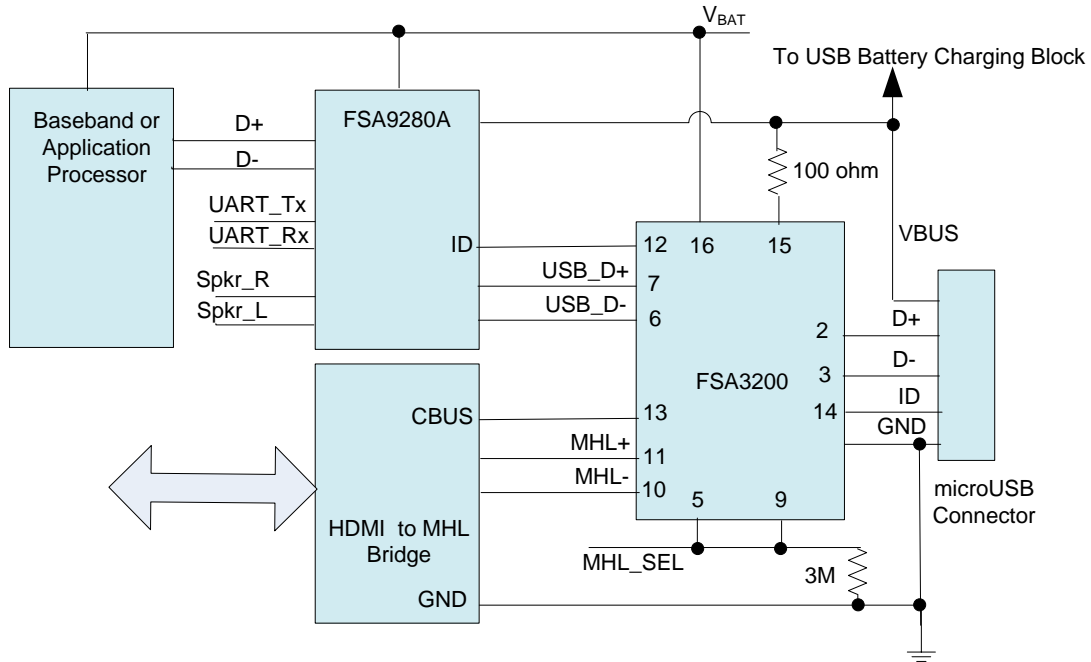 VBAT
To USB Battery Charging Block
Baseband or
Application
Processor
D+
D-
FSA9280A
100 ohm
UART_Tx
UART_Rx
ID
12
16
15
VBUS
USB_D+
7
Spkr_R
Spkr_L
USB_D-
6
2
D+
3
D-
FSA3200
14
ID
GND
CBUS
13
MHL+
11
MHL-
10
5
9
microUSB
Connector
HDMI to MHL
Bridge
MHL_SEL
3M
GND